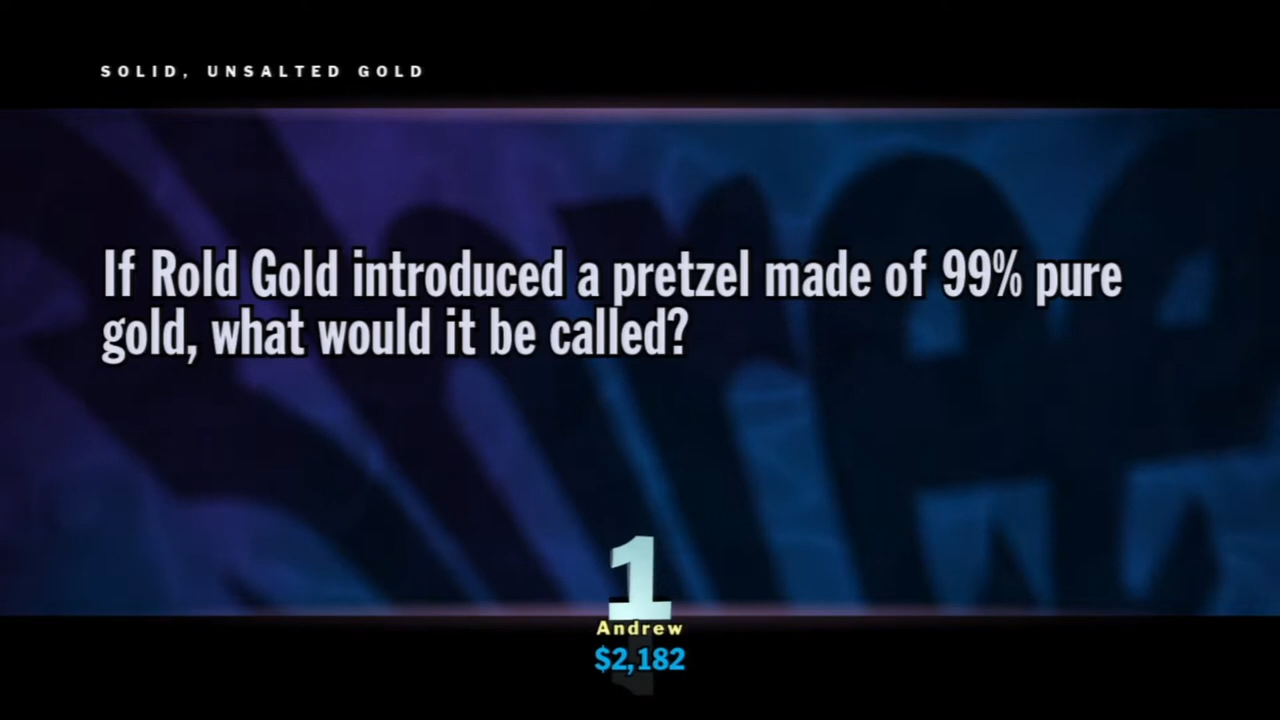 SOLID, UNSALTED GOLD
If Rold Gold introduced a pretzel made of 99% pure
gold, what would it be called?
1
Andrew
$2,182